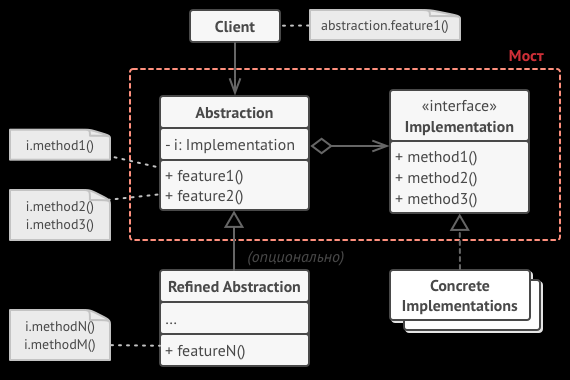 Client
abstraction.feature1()
Мост
Abstraction
- i: Implementation
+ feature1()
+ feature2()
«interface»
Implementation
+ method1()
+ method2()
+ method3()
i.method1()
i.method2()
i.method3()
(опционально)
Refined Abstraction
...
+ featureN()
Concrete
Implementations
i.methodN()
i.methodM()